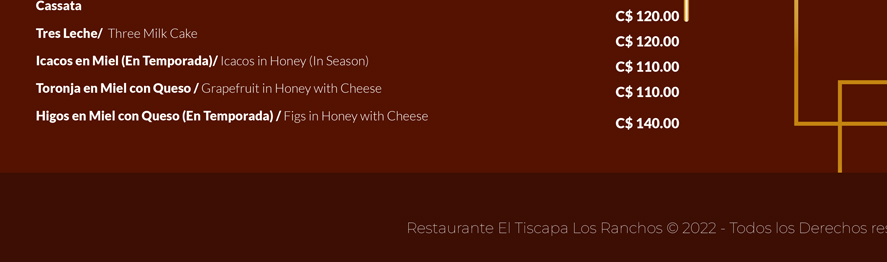 Cassata C$ 120.00
Tres Leche/ Three Milk Cake C$ 120.00
Icacos en Miel (En Temporada)/ Icacos in Honey (In Season) C$ 110.00
Toronja en Miel con Queso / Grapefruit in Honey with Cheese C$ 110.00
Higos en Miel con Queso (En Temporada) / Figs in Honey with Cheese C$ 140.00
Restaurante El Tiscapa Los Ranchos © 2022 - Todos los Derechos